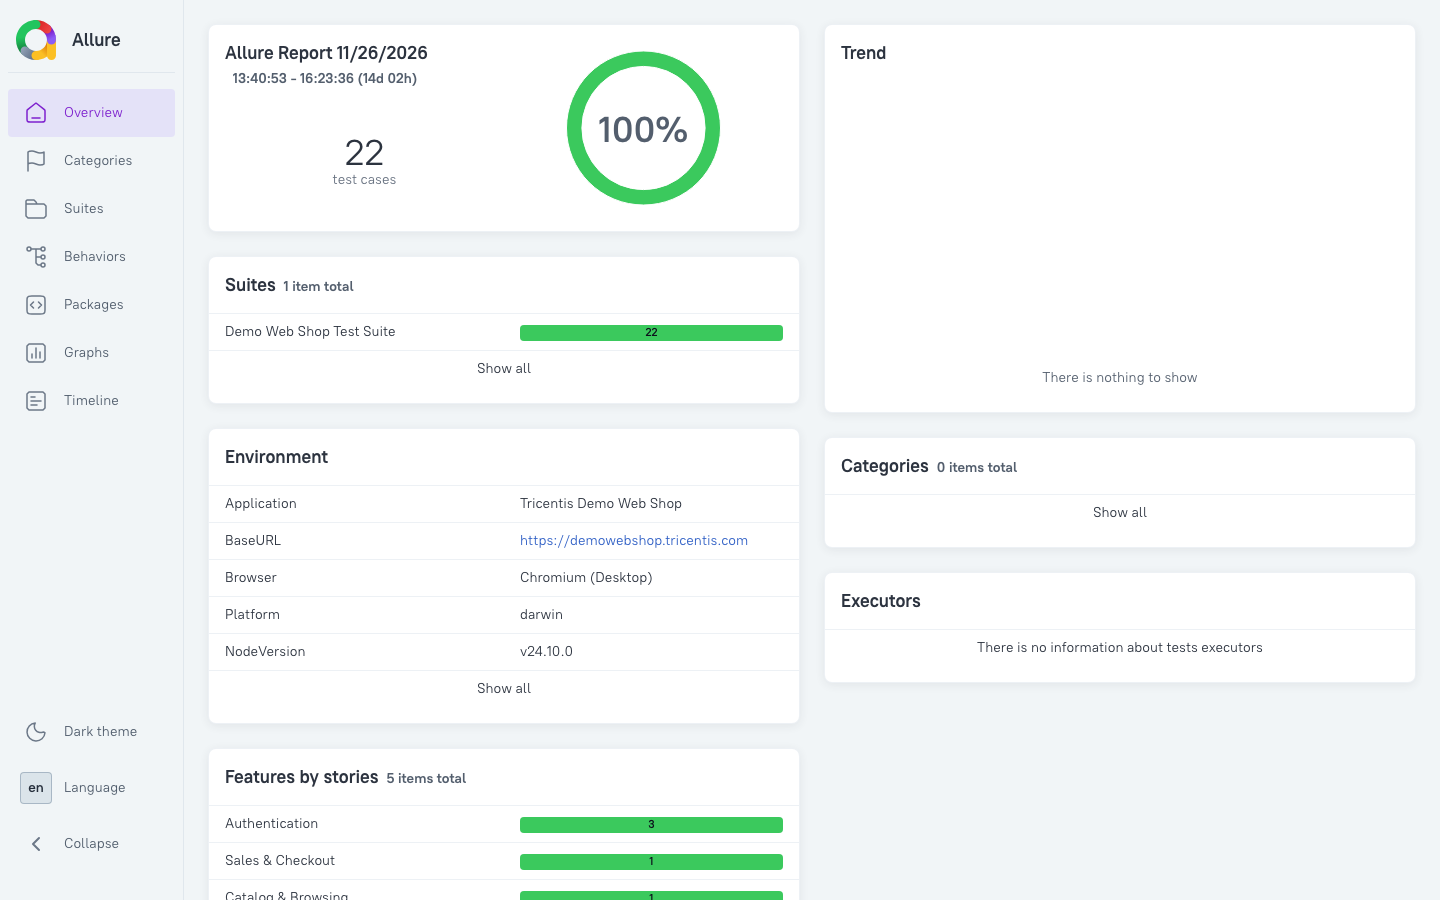 Allure
Overview
Categories
Suites
Behaviors
Packages
Graphs
Timeline
Dark theme
en Language
Collapse
Allure Report 11/26/2026
13:40:53 - 16:23:36 (14d 02h)
22
test cases
100%
Suites 1 item total
Demo Web Shop Test Suite 22
Show all
Environment
Application Tricentis Demo Web Shop
BaseURL https://demowebshop.tricentis.com
Browser Chromium (Desktop)
Platform darwin
NodeVersion v24.10.0
Show all
Features by stories 5 items total
Authentication 3
Sales & Checkout 1
Catalog & Browsing 1
Trend
There is nothing to show
Categories 0 items total
Show all
Executors
There is no information about tests executors